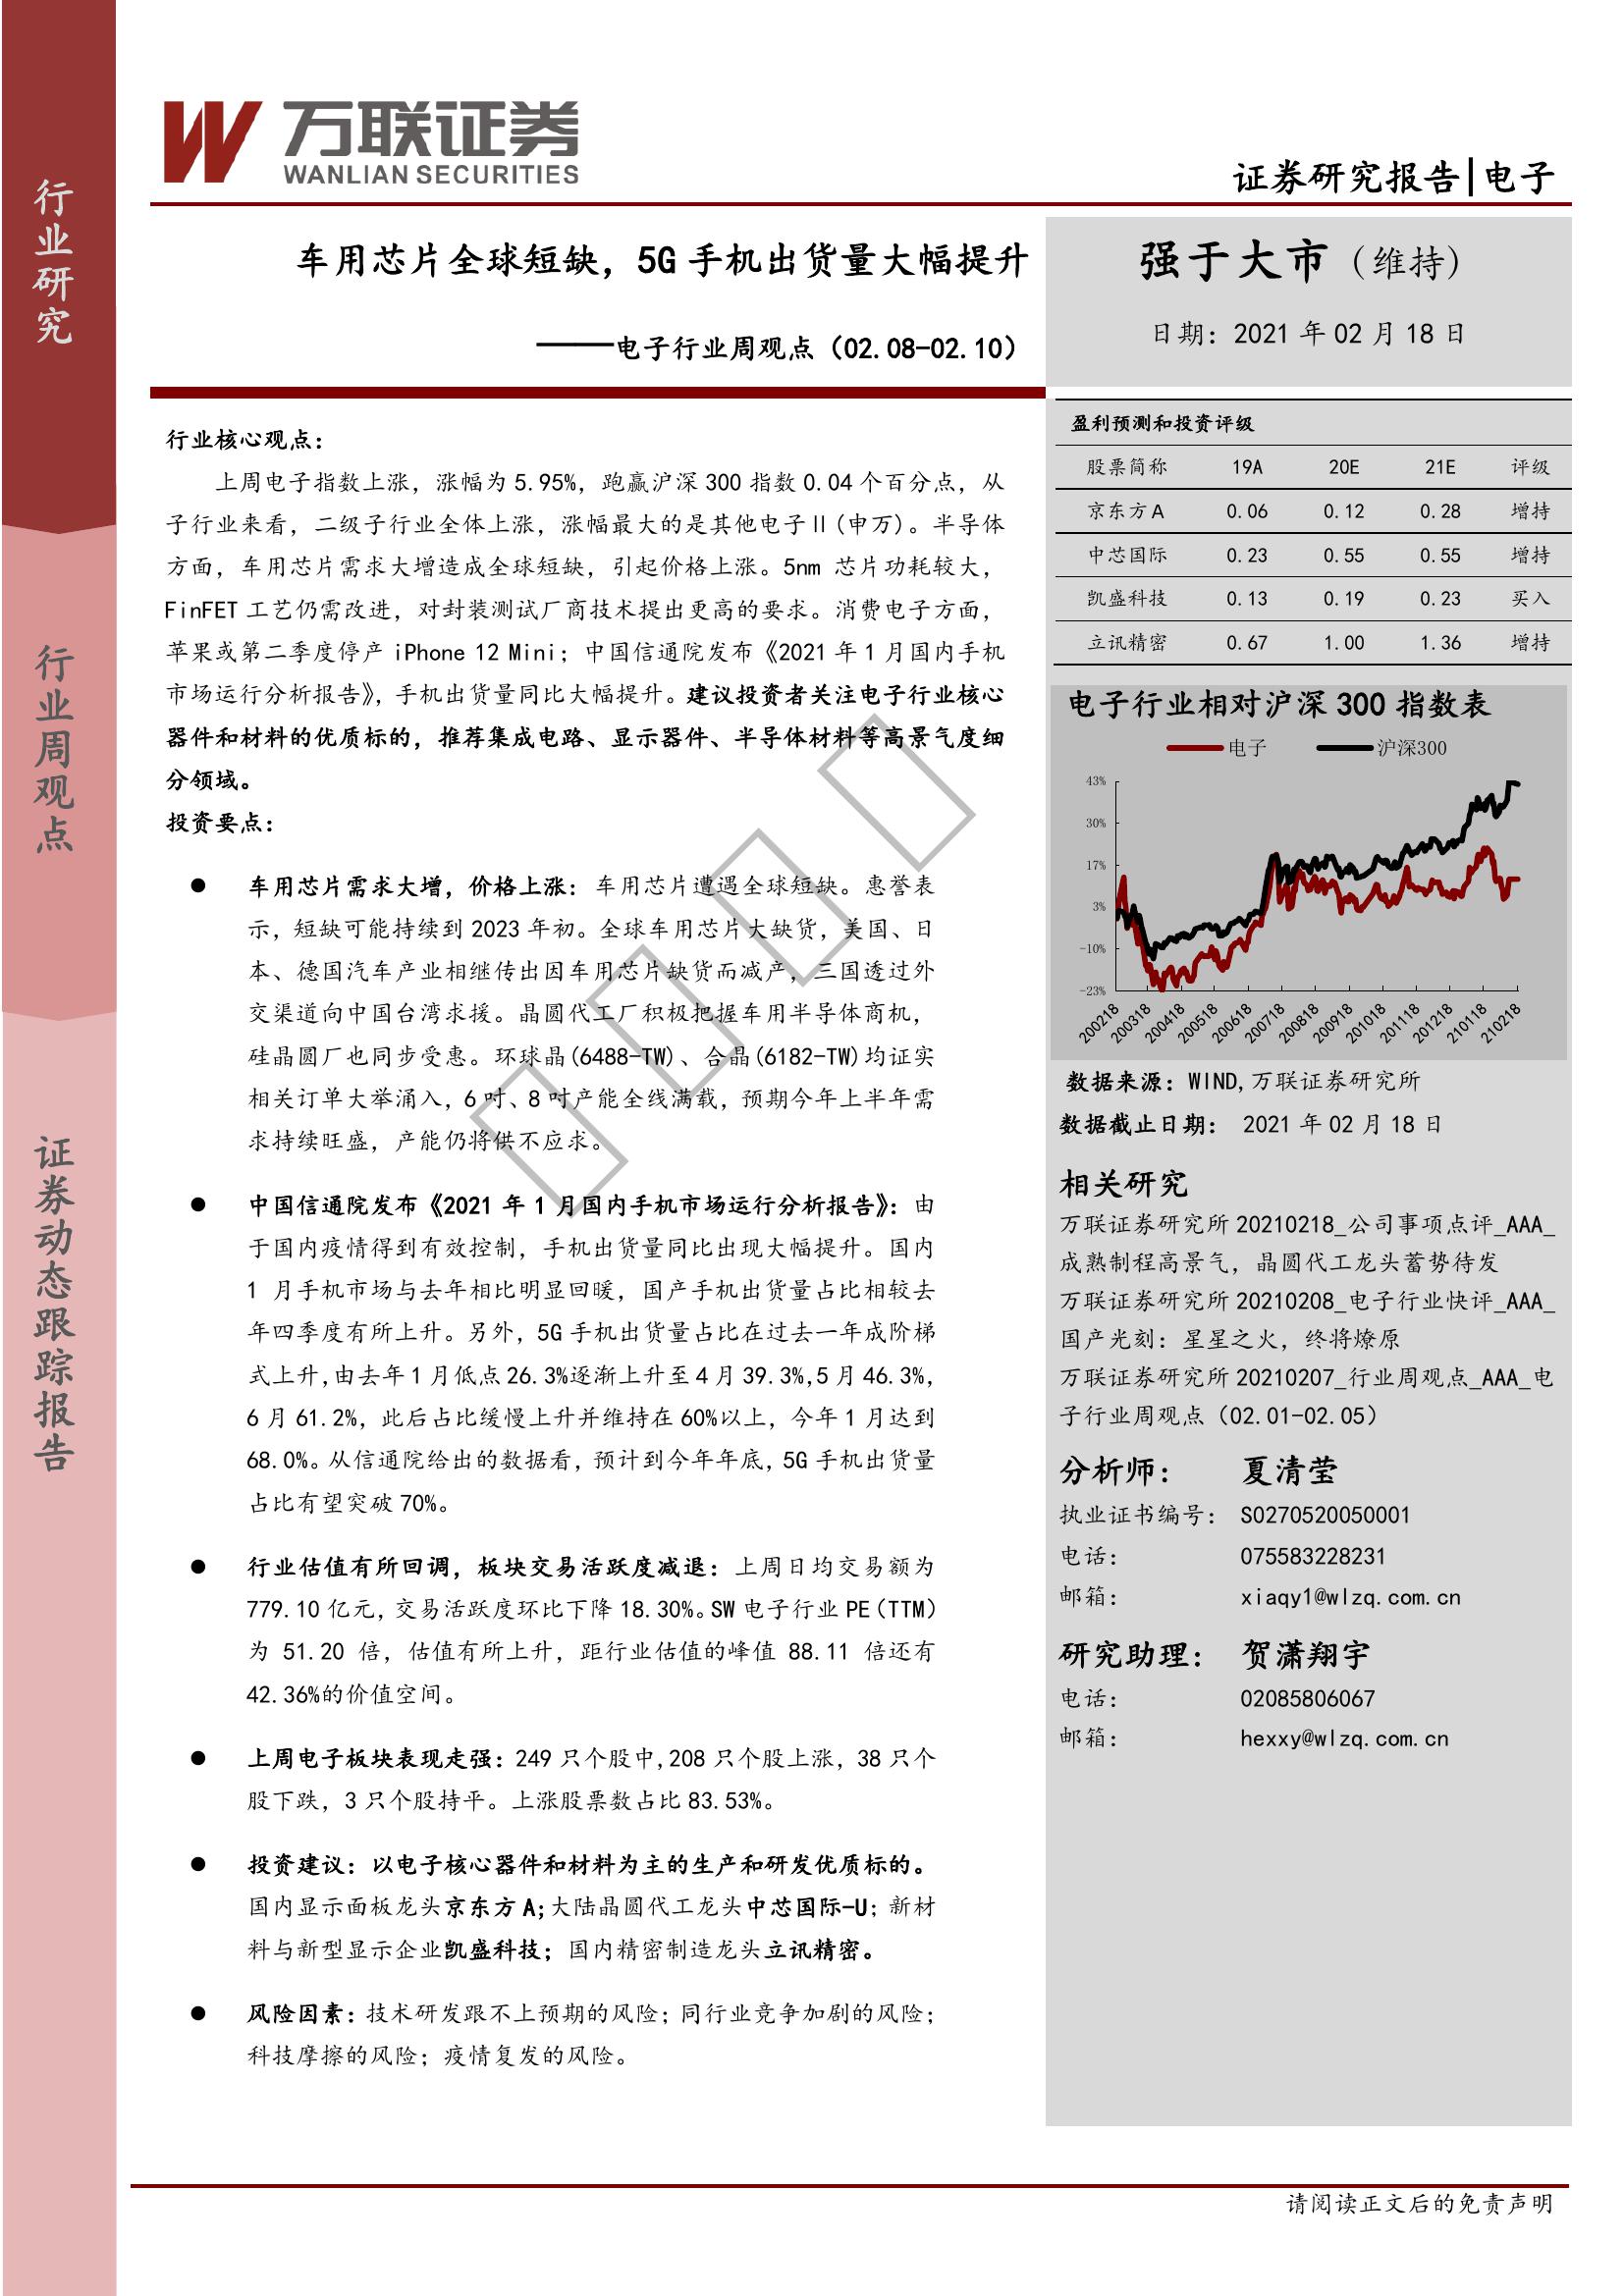 万联证券
WANLIAN SECURITIES
证券研究报告|电子
行业研究
行业周观点
证券动态跟踪报告
车用芯片全球短缺，5G 手机出货量大幅提升
——电子行业周观点（02.08-02.10）
强于大市（维持）
日期：2021 年 02 月 18 日
行业核心观点：
上周电子指数上涨，涨幅为 5.95%，跑赢沪深 300 指数 0.04 个百分点，从
子行业来看，二级子行业全体上涨，涨幅最大的是其他电子Ⅱ(申万)。半导体
方面，车用芯片需求大增造成全球短缺，引起价格上涨。5nm 芯片功耗较大，
FinFET 工艺仍需改进，对封装测试厂商技术提出更高的要求。消费电子方面，
苹果或第二季度停产 iPhone 12 Mini；中国信通院发布《2021 年 1 月国内手机
市场运行分析报告》，手机出货量同比大幅提升。建议投资者关注电子行业核心
器件和材料的优质标的，推荐集成电路、显示器件、半导体材料等高景气度细
分领域。
投资要点：
● 车用芯片需求大增，价格上涨：车用芯片遭遇全球短缺。惠誉表
示，短缺可能持续到 2023 年初。全球车用芯片大缺货，美国、日
本、德国汽车产业相继传出因车用芯片缺货而减产，三国透过外
交渠道向中国台湾求援。晶圆代工厂积极把握车用半导体商机，
硅晶圆厂也同步受惠。环球晶(6488-TW)、合晶(6182-TW)均证实
相关订单大举涌入，6 吋、8 吋产能全线满载，预期今年上半年需
求持续旺盛，产能仍将供不应求。
● 中国信通院发布《2021 年 1 月国内手机市场运行分析报告》：由
于国内疫情得到有效控制，手机出货量同比出现大幅提升。国内
1 月手机市场与去年相比明显回暖，国产手机出货量占比相较去
年四季度有所上升。另外，5G 手机出货量占比在过去一年成阶梯
式上升,由去年 1 月低点 26.3%逐渐上升至 4 月 39.3%,5 月 46.3%,
6 月 61.2%，此后占比缓慢上升并维持在 60%以上，今年 1 月达到
68.0%。从信通院给出的数据看，预计到今年年底，5G 手机出货量
占比有望突破 70%。
● 行业估值有所回调，板块交易活跃度减退：上周日均交易额为
779.10 亿元，交易活跃度环比下降 18.30%。SW 电子行业 PE（TTM）
为 51.20 倍，估值有所上升，距行业估值的峰值 88.11 倍还有
42.36%的价值空间。
● 上周电子板块表现走强：249 只个股中,208 只个股上涨，38 只个
股下跌，3 只个股持平。上涨股票数占比 83.53%。
● 投资建议：以电子核心器件和材料为主的生产和研发优质标的。
国内显示面板龙头京东方 A;大陆晶圆代工龙头中芯国际-U；新材
料与新型显示企业凯盛科技；国内精密制造龙头立讯精密。
● 风险因素：技术研发跟不上预期的风险；同行业竞争加剧的风险；
科技摩擦的风险；疫情复发的风险。
盈利预测和投资评级
股票简称 19A 20E 21E 评级
京东方A 0.06 0.12 0.28 增持
中芯国际 0.23 0.55 0.55 增持
凯盛科技 0.13 0.19 0.23 买入
立讯精密 0.67 1.00 1.36 增持
电子行业相对沪深 300 指数表
电子 沪深300
43%
30%
17%
3%
-10%
-23%
200218 200318 200418 200518 200618 200718 200818 200918 201018 201118 201218 210118 210218
数据来源：WIND,万联证券研究所
数据截止日期： 2021 年 02 月 18 日
相关研究
万联证券研究所 20210218_公司事项点评_AAA_
成熟制程高景气，晶圆代工龙头蓄势待发
万联证券研究所 20210208_电子行业快评_AAA_
国产光刻：星星之火，终将燎原
万联证券研究所 20210207_行业周观点_AAA_电
子行业周观点（02.01-02.05）
分析师： 夏清莹
执业证书编号： S0270520050001
电话： 075583228231
邮箱： xiaqy1@wlzq.com.cn
研究助理： 贺潇翔宇
电话： 02085806067
邮箱： hexxy@wlzq.com.cn
请阅读正文后的免责声明